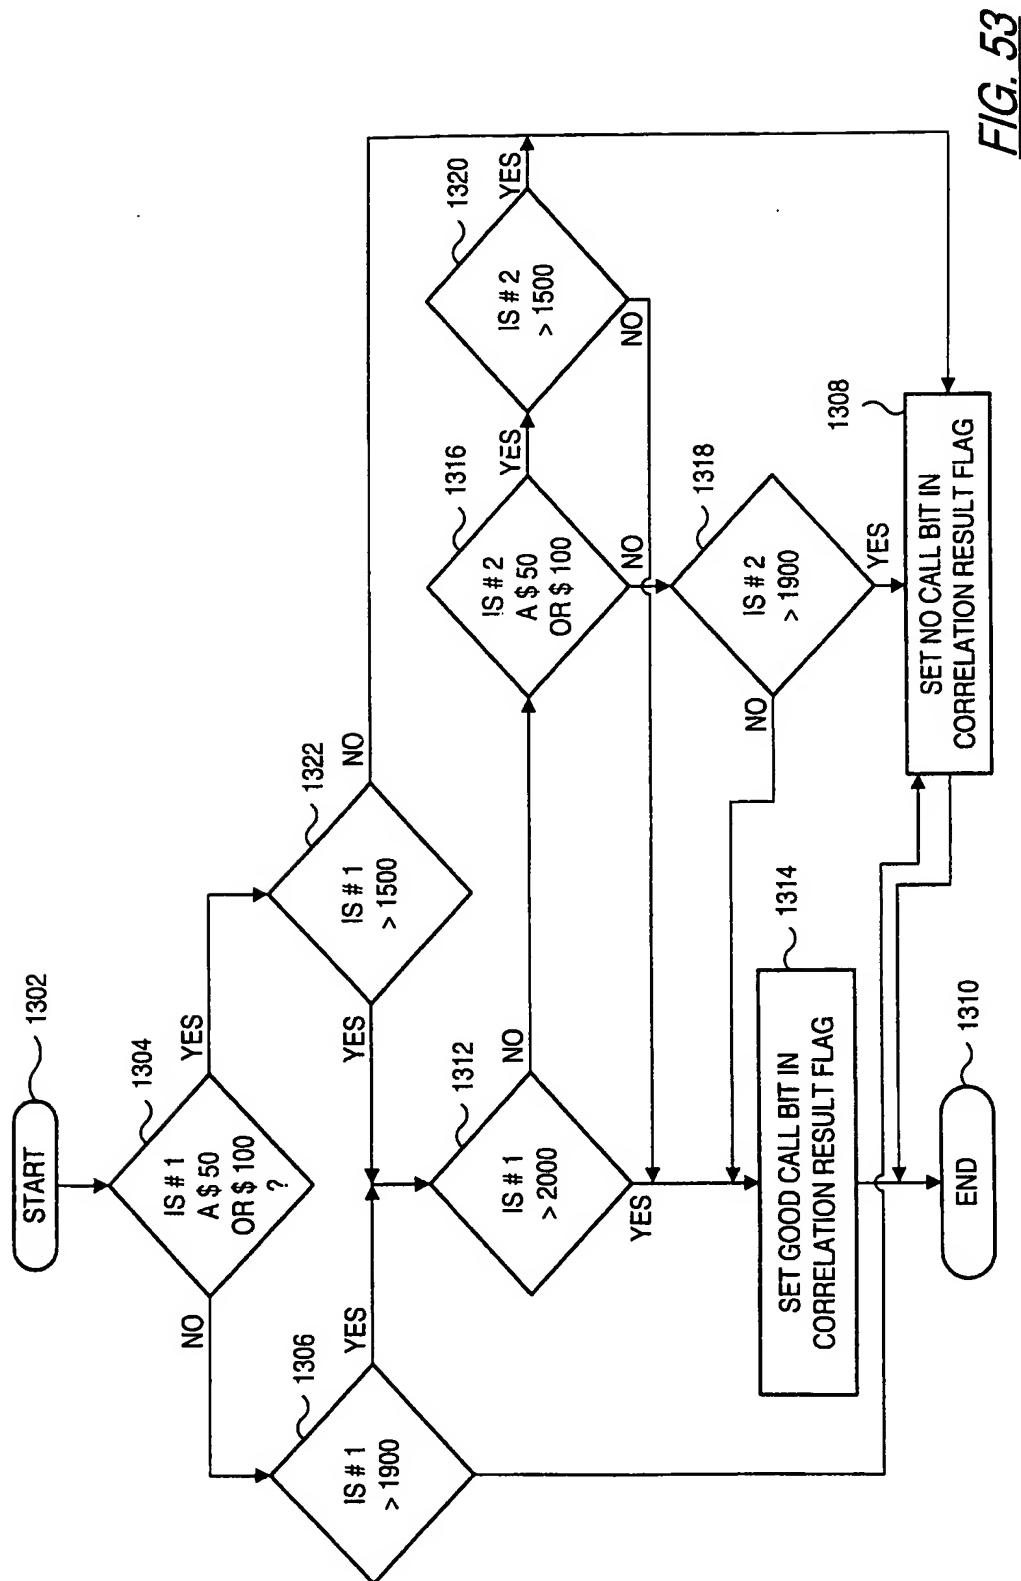 START
1302
IS # 1
A $ 50
OR $ 100
?
1304
NO
YES
IS # 1
> 1900
1306
YES
IS # 1
> 1500
1322
YES
NO
IS # 1
> 2000
1312
YES
NO
IS # 2
A $ 50
OR $ 100
1316
YES
NO
IS # 2
> 1500
1320
YES
NO
IS # 2
> 1900
1318
NO
YES
SET GOOD CALL BIT IN
CORRELATION RESULT FLAG
1314
SET NO CALL BIT IN
CORRELATION RESULT FLAG
1308
END
1310
FIG. 53